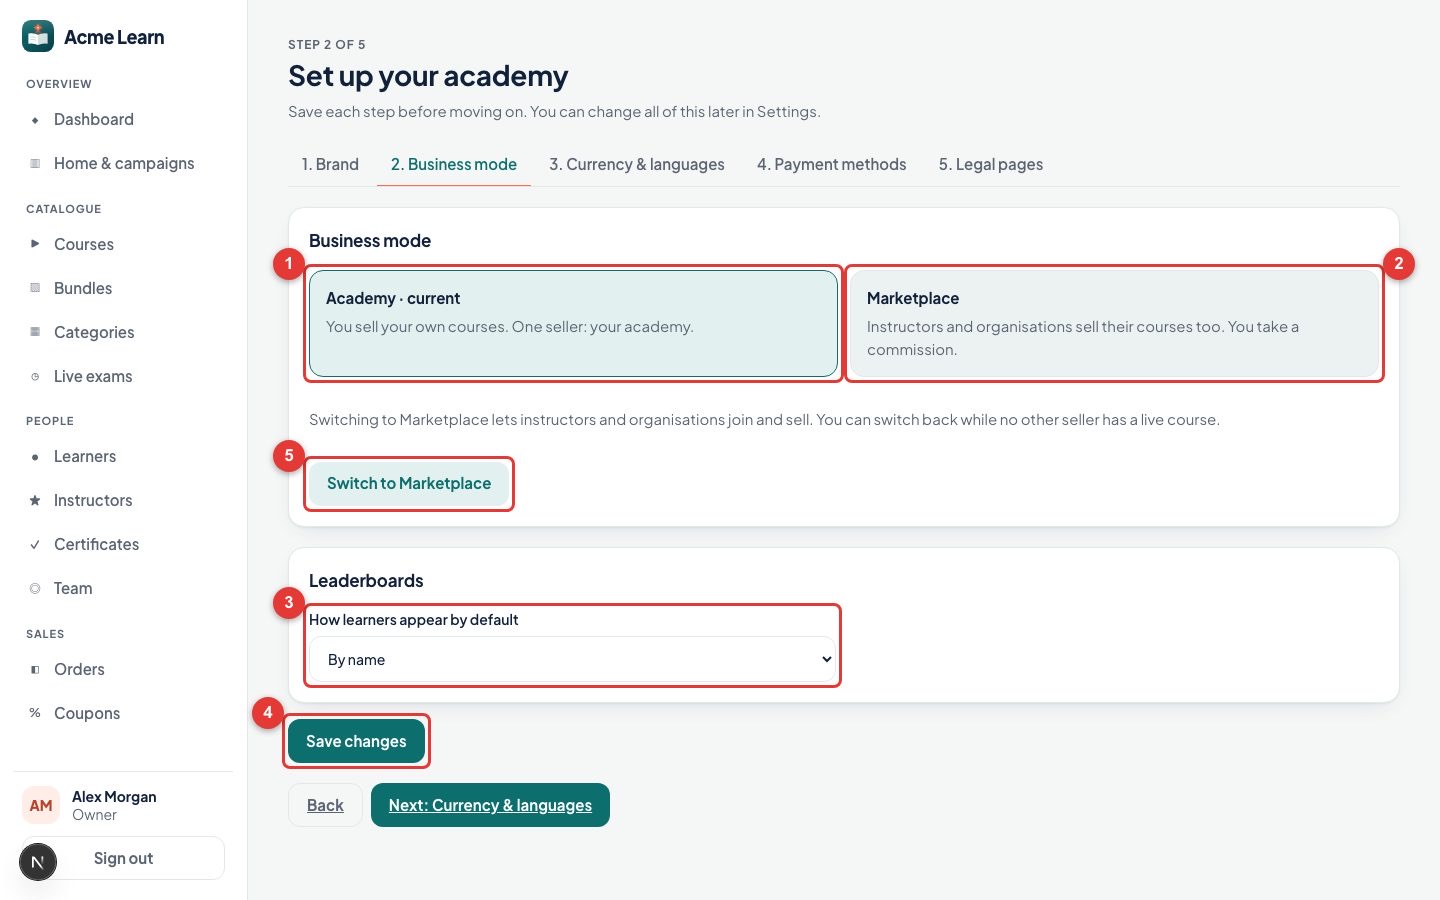 Acme Learn
OVERVIEW
Dashboard
Home & campaigns
CATALOGUE
Courses
Bundles
Categories
Live exams
PEOPLE
Learners
Instructors
Certificates
Team
SALES
Orders
% Coupons
AM
Alex Morgan
Owner
N
Sign out
STEP 2 OF 5
Set up your academy
Save each step before moving on. You can change all of this later in Settings.
1. Brand 2. Business mode 3. Currency & languages 4. Payment methods 5. Legal pages
Business mode
1
Academy · current
You sell your own courses. One seller: your academy.
2
Marketplace
Instructors and organisations sell their courses too. You take a
commission.
Switching to Marketplace lets instructors and organisations join and sell. You can switch back while no other seller has a live course.
5
Switch to Marketplace
Leaderboards
3
How learners appear by default
By name
4
Save changes
Back
Next: Currency & languages